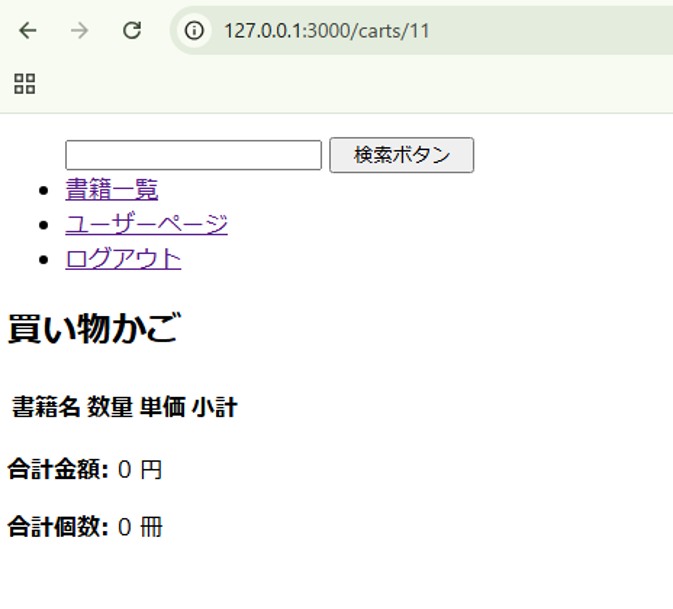 127.0.0.1:3000/carts/11
検索ボタン
書籍一覧
ユーザーページ
ログアウト
買い物かご
書籍名 数量 単価 小計
合計金額: 0 円
合計個数: 0 冊